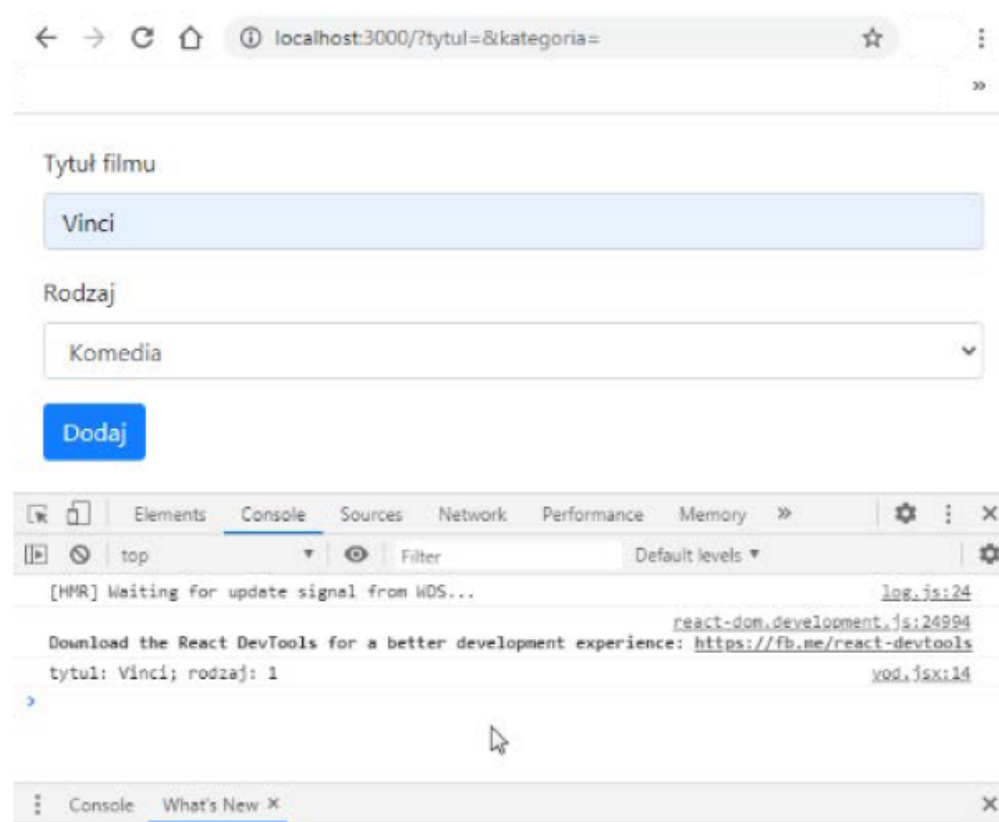 localhost:3000/?tytul=&kategoria=
»
Tytuł filmu
Vinci
Rodzaj
Komedia
Dodaj
Elements Console Sources Network Performance Memory »
top Filter Default levels ▼
[HMR] Waiting for update signal from WDS... log.js:24
react-dom.development.js:24994
Download the React DevTools for a better development experience: https://fb.me/react-devtools
tytul: Vinci; rodzaj: 1 vod.jsx:14
>
Console What's New ×